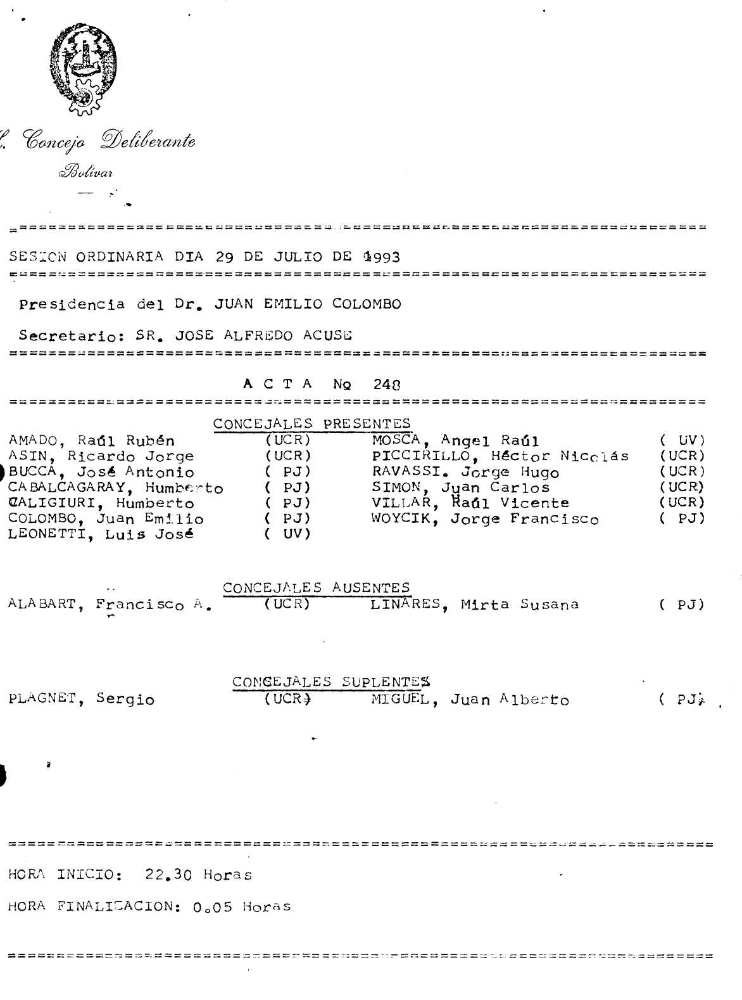 Concejo Deliberante
Bolívar
SESION ORDINARIA DIA 29 DE JULIO DE 1993
Presidencia del Dr. JUAN EMILIO COLOMBO
Secretario: SR. JOSE ALFREDO ACUSE
A C T A Nº 248
CONCEJALES PRESENTES
AMADO, Raúl Rubén (UCR) MOSCA, Angel Raúl ( UV)
ASIN, Ricardo Jorge (UCR) PICCIRILLO, Héctor Nicolás (UCR)
BUCCA, José Antonio ( PJ) RAVASSI. Jorge Hugo (UCR)
CABALCAGARAY, Humberto ( PJ) SIMON, Juan Carlos (UCR)
CALIGIURI, Humberto ( PJ) VILLAR, Raúl Vicente (UCR)
COLOMBO, Juan Emilio ( PJ) WOYCIK, Jorge Francisco ( PJ)
LEONETTI, Luis José ( UV)
CONCEJALES AUSENTES
ALABART, Francisco A. (UCR) LINARES, Mirta Susana ( PJ)
CONCEJALES SUPLENTES
PLAGNET, Sergio (UCR) MIGUEL, Juan Alberto ( PJ)
HORA INICIO: 22.30 Horas
HORA FINALIZACION: 0.05 Horas